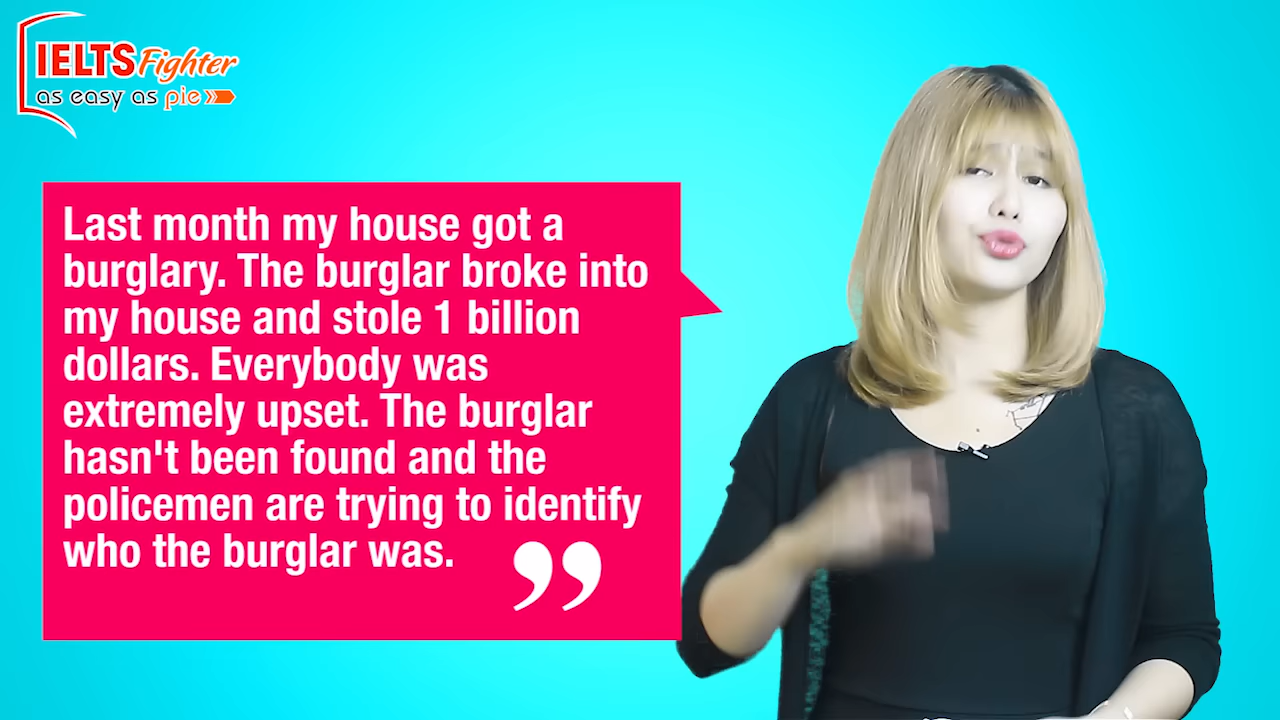 IELTS Fighter
as easy as pie
Last month my house got a
burglary. The burglar broke into
my house and stole 1 billion
dollars. Everybody was
extremely upset. The burglar
hasn't been found and the
policemen are trying to identify
who the burglar was.
”